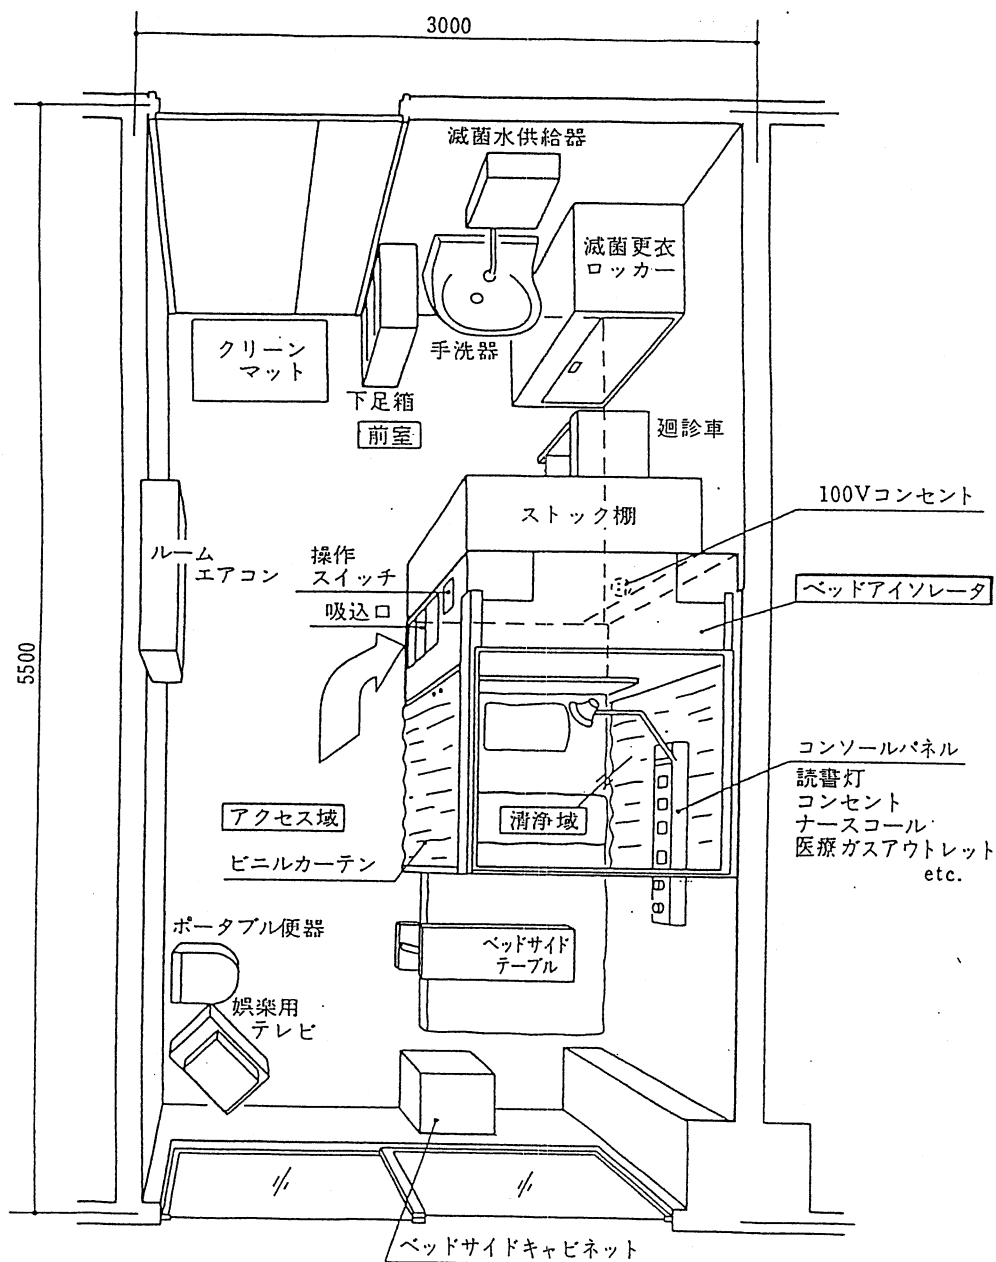 3000
滅菌水供給器
滅菌更衣
ロッカー
クリーン
マット
手洗器
下足箱
前室
廻診車
ストック棚
100Vコンセント
ルーム
エアコン
操作
スイッチ
吸込口
ベッドアイソレータ
5500
コンソールパネル
読書灯
コンセント
ナースコール
医療ガスアウトレット
etc.
アクセス域
清浄域
ビニルカーテン
ポータブル便器
ベッドサイド
テーブル
娯楽用
テレビ
ベッドサイドキャビネット